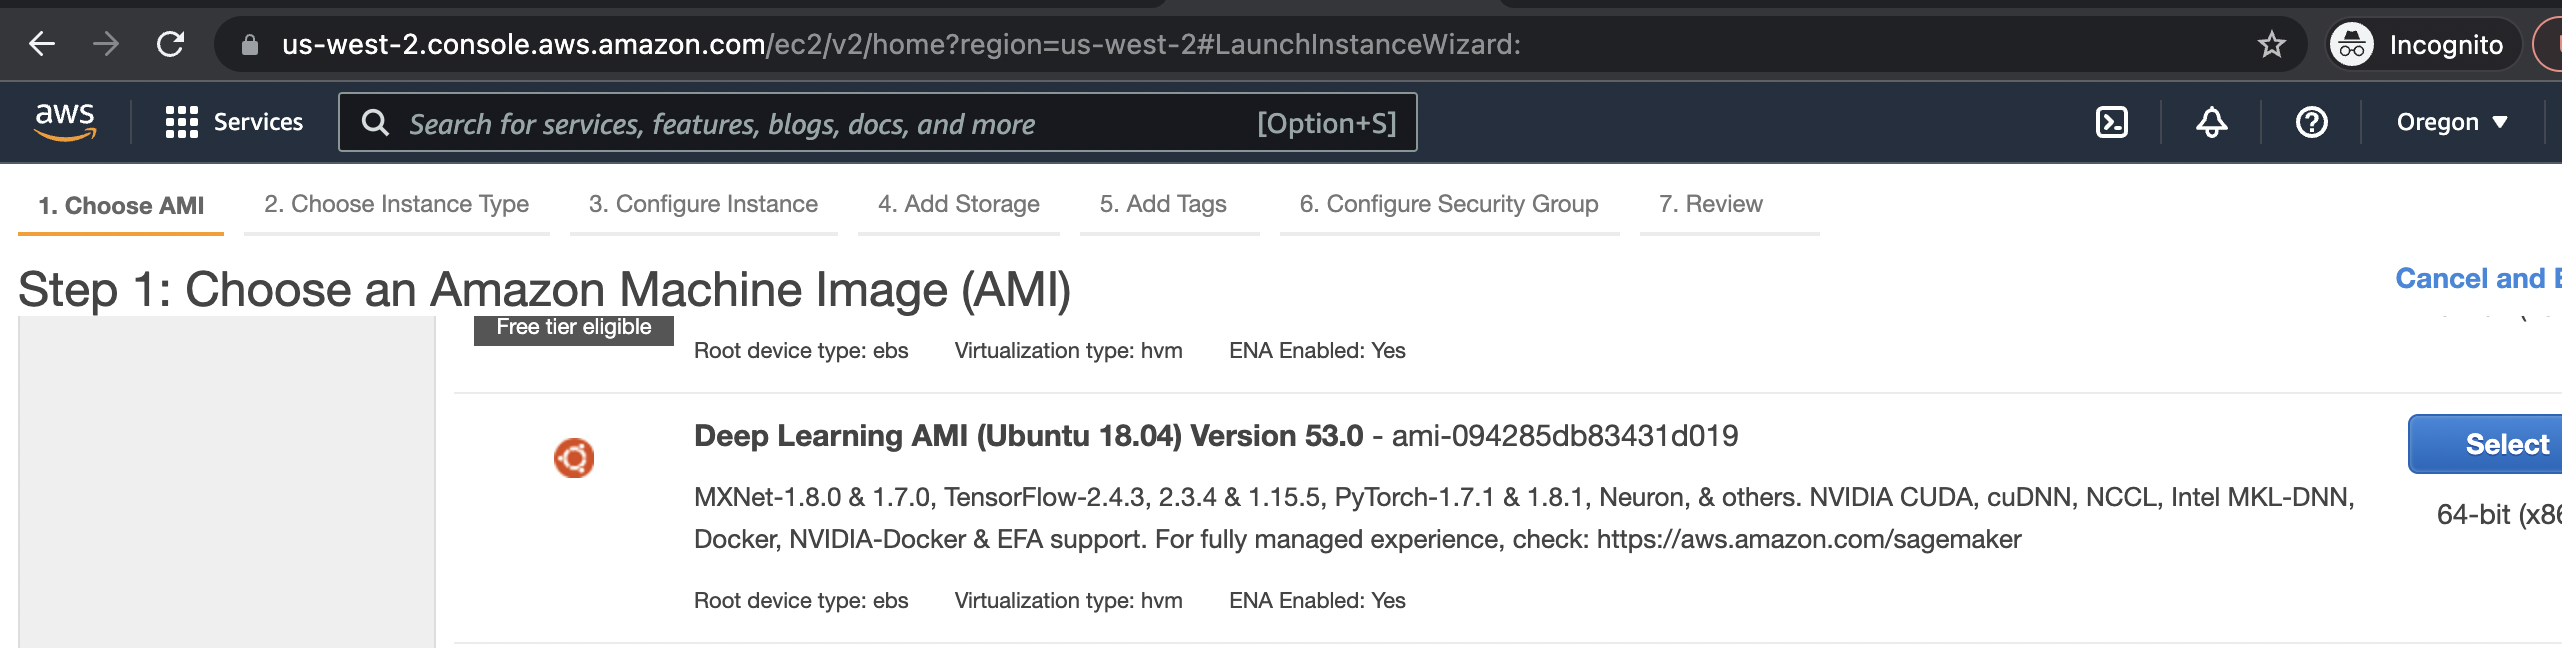 us-west-2.console.aws.amazon.com/ec2/v2/home?region=us-west-2#LaunchInstanceWizard:
Incognito
aws
Services
Search for services, features, blogs, docs, and more
[Option+S]
Oregon
1. Choose AMI
2. Choose Instance Type
3. Configure Instance
4. Add Storage
5. Add Tags
6. Configure Security Group
7. Review
Step 1: Choose an Amazon Machine Image (AMI)
Cancel and
Free tier eligible
Root device type: ebs Virtualization type: hvm ENA Enabled: Yes
Deep Learning AMI (Ubuntu 18.04) Version 53.0 - ami-094285db83431d019
Select
MXNet-1.8.0 & 1.7.0, TensorFlow-2.4.3, 2.3.4 & 1.15.5, PyTorch-1.7.1 & 1.8.1, Neuron, & others. NVIDIA CUDA, cuDNN, NCCL, Intel MKL-DNN,
Docker, NVIDIA-Docker & EFA support. For fully managed experience, check: https://aws.amazon.com/sagemaker
64-bit (x86
Root device type: ebs Virtualization type: hvm ENA Enabled: Yes